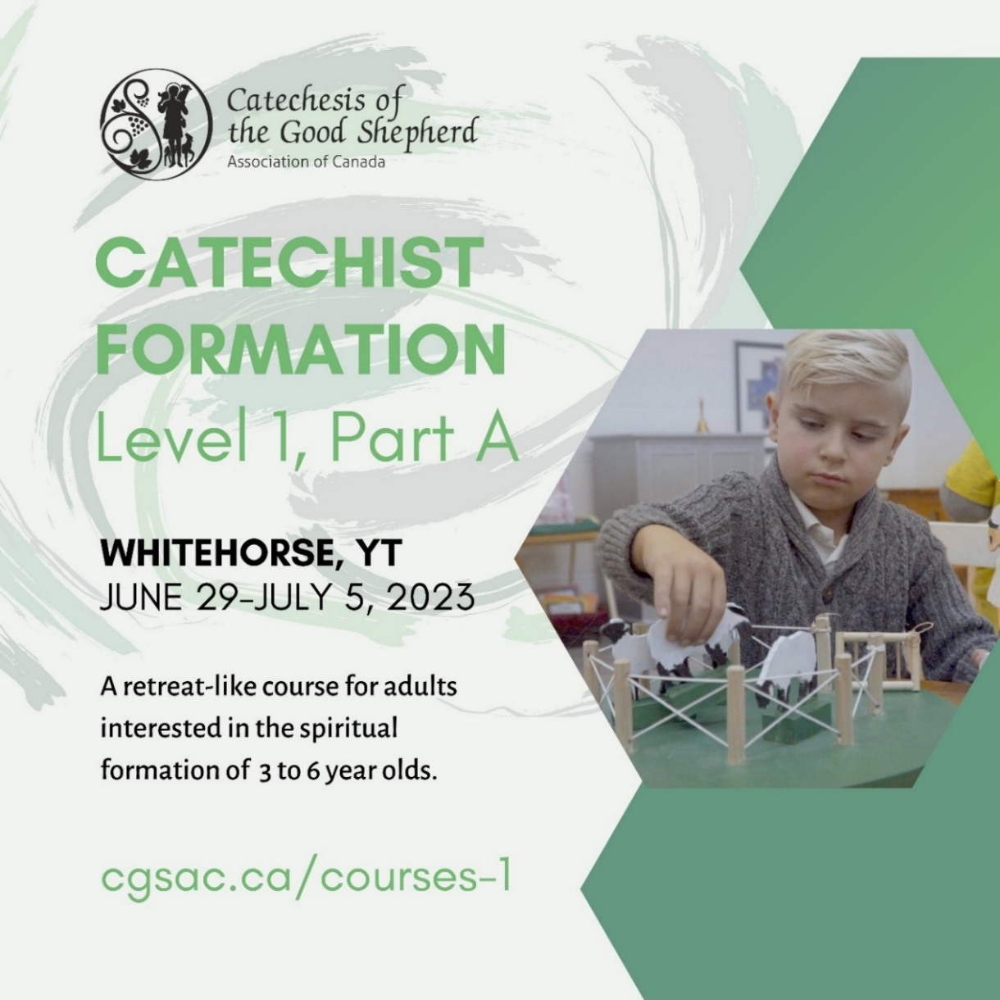 Catechesis of
the Good Shepherd
Association of Canada
CATECHIST
FORMATION
Level 1, Part A
WHITEHORSE, YT
JUNE 29-JULY 5, 2023
A retreat-like course for adults
interested in the spiritual
formation of 3 to 6 year olds.
cgsac.ca/courses-1